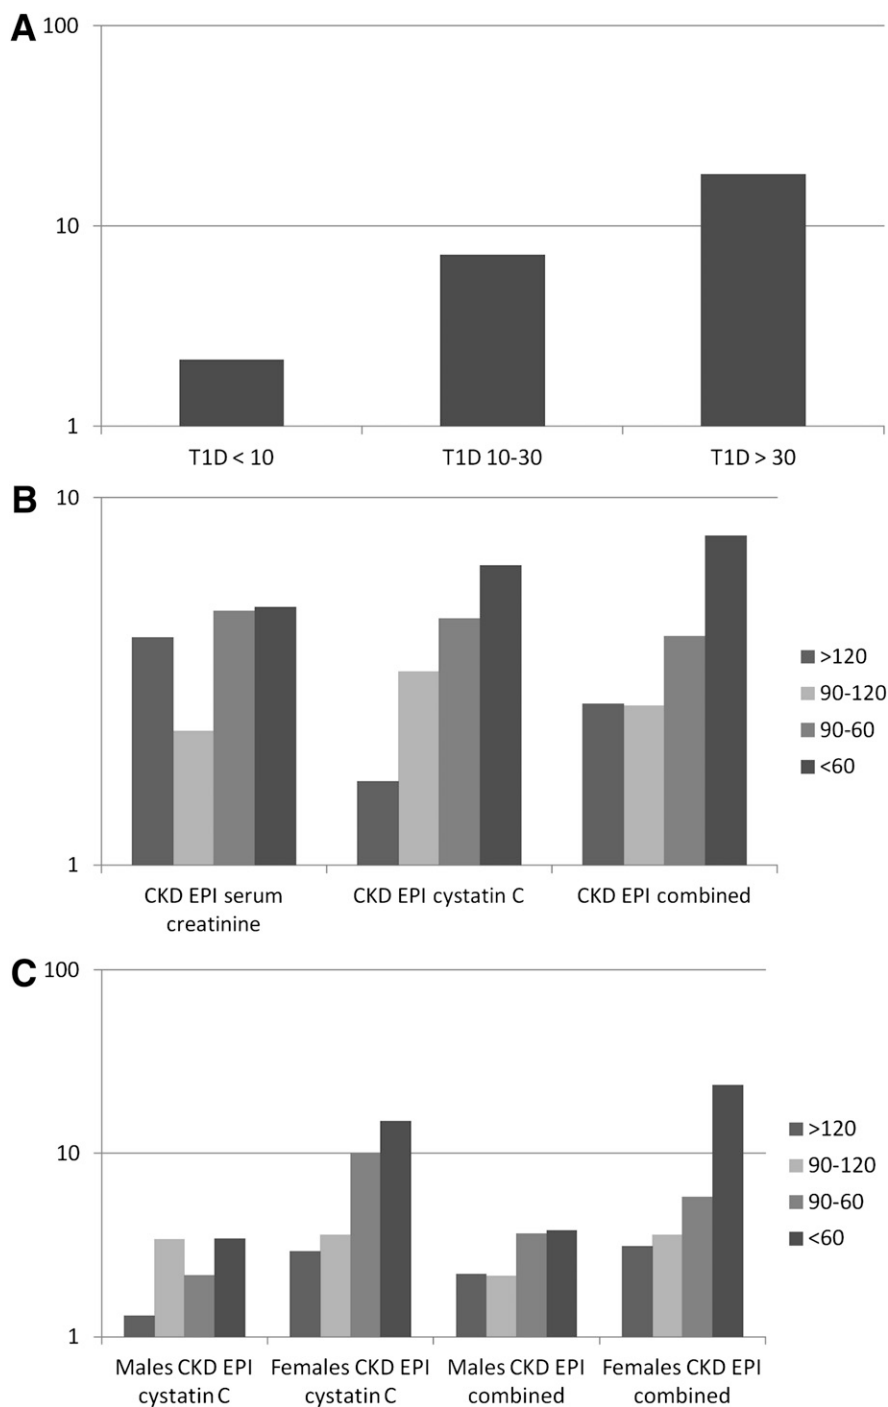 A
100
10
1
T1D < 10
T1D 10-30
T1D > 30
B
10
1
CKD EPI serum
creatinine
CKD EPI cystatin C
CKD EPI combined
>120
90-120
90-60
<60
C
100
10
1
Males CKD EPI
cystatin C
Females CKD EPI
cystatin C
Males CKD EPI
combined
Females CKD EPI
combined
>120
90-120
90-60
<60